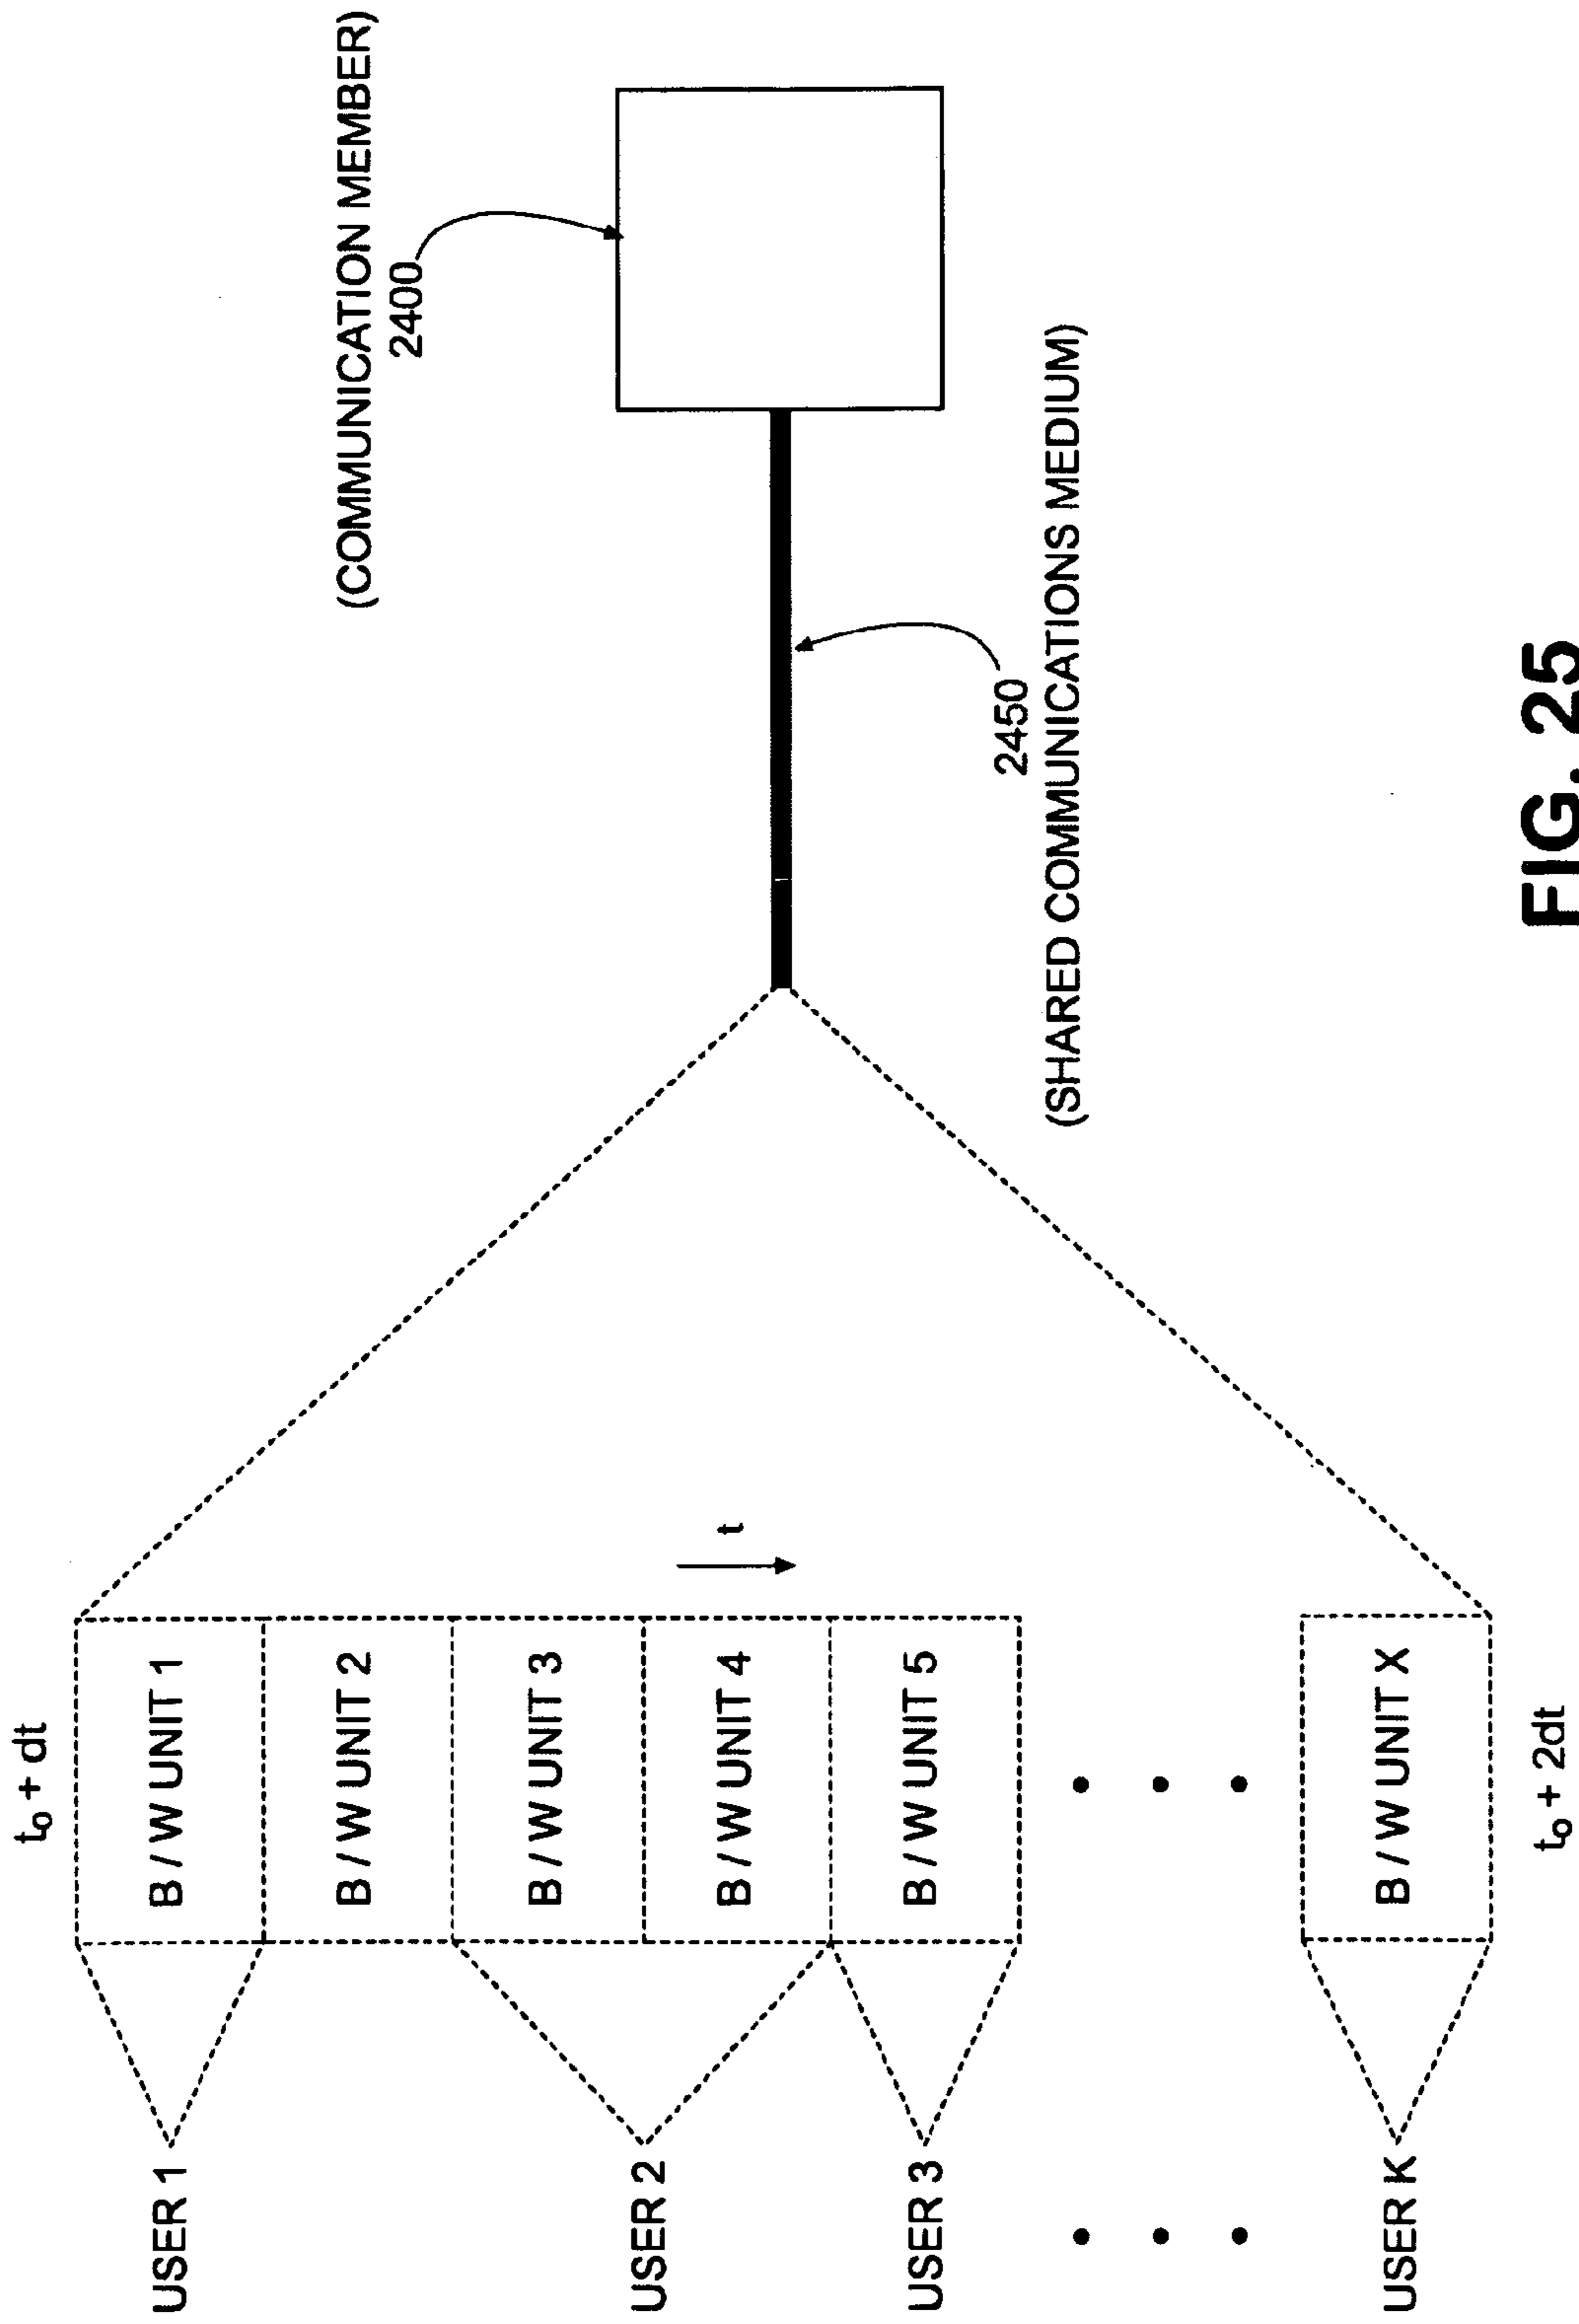 t₀ + dt
USER 1
B / W UNIT 1
B / W UNIT 2
USER 2
B / W UNIT 3
B / W UNIT 4
USER 3
B / W UNIT 5
USER K
B / W UNIT X
t₀ + 2dt
t
(COMMUNICATION MEMBER)
2400
2450
(SHARED COMMUNICATIONS MEDIUM)
FIG. 25